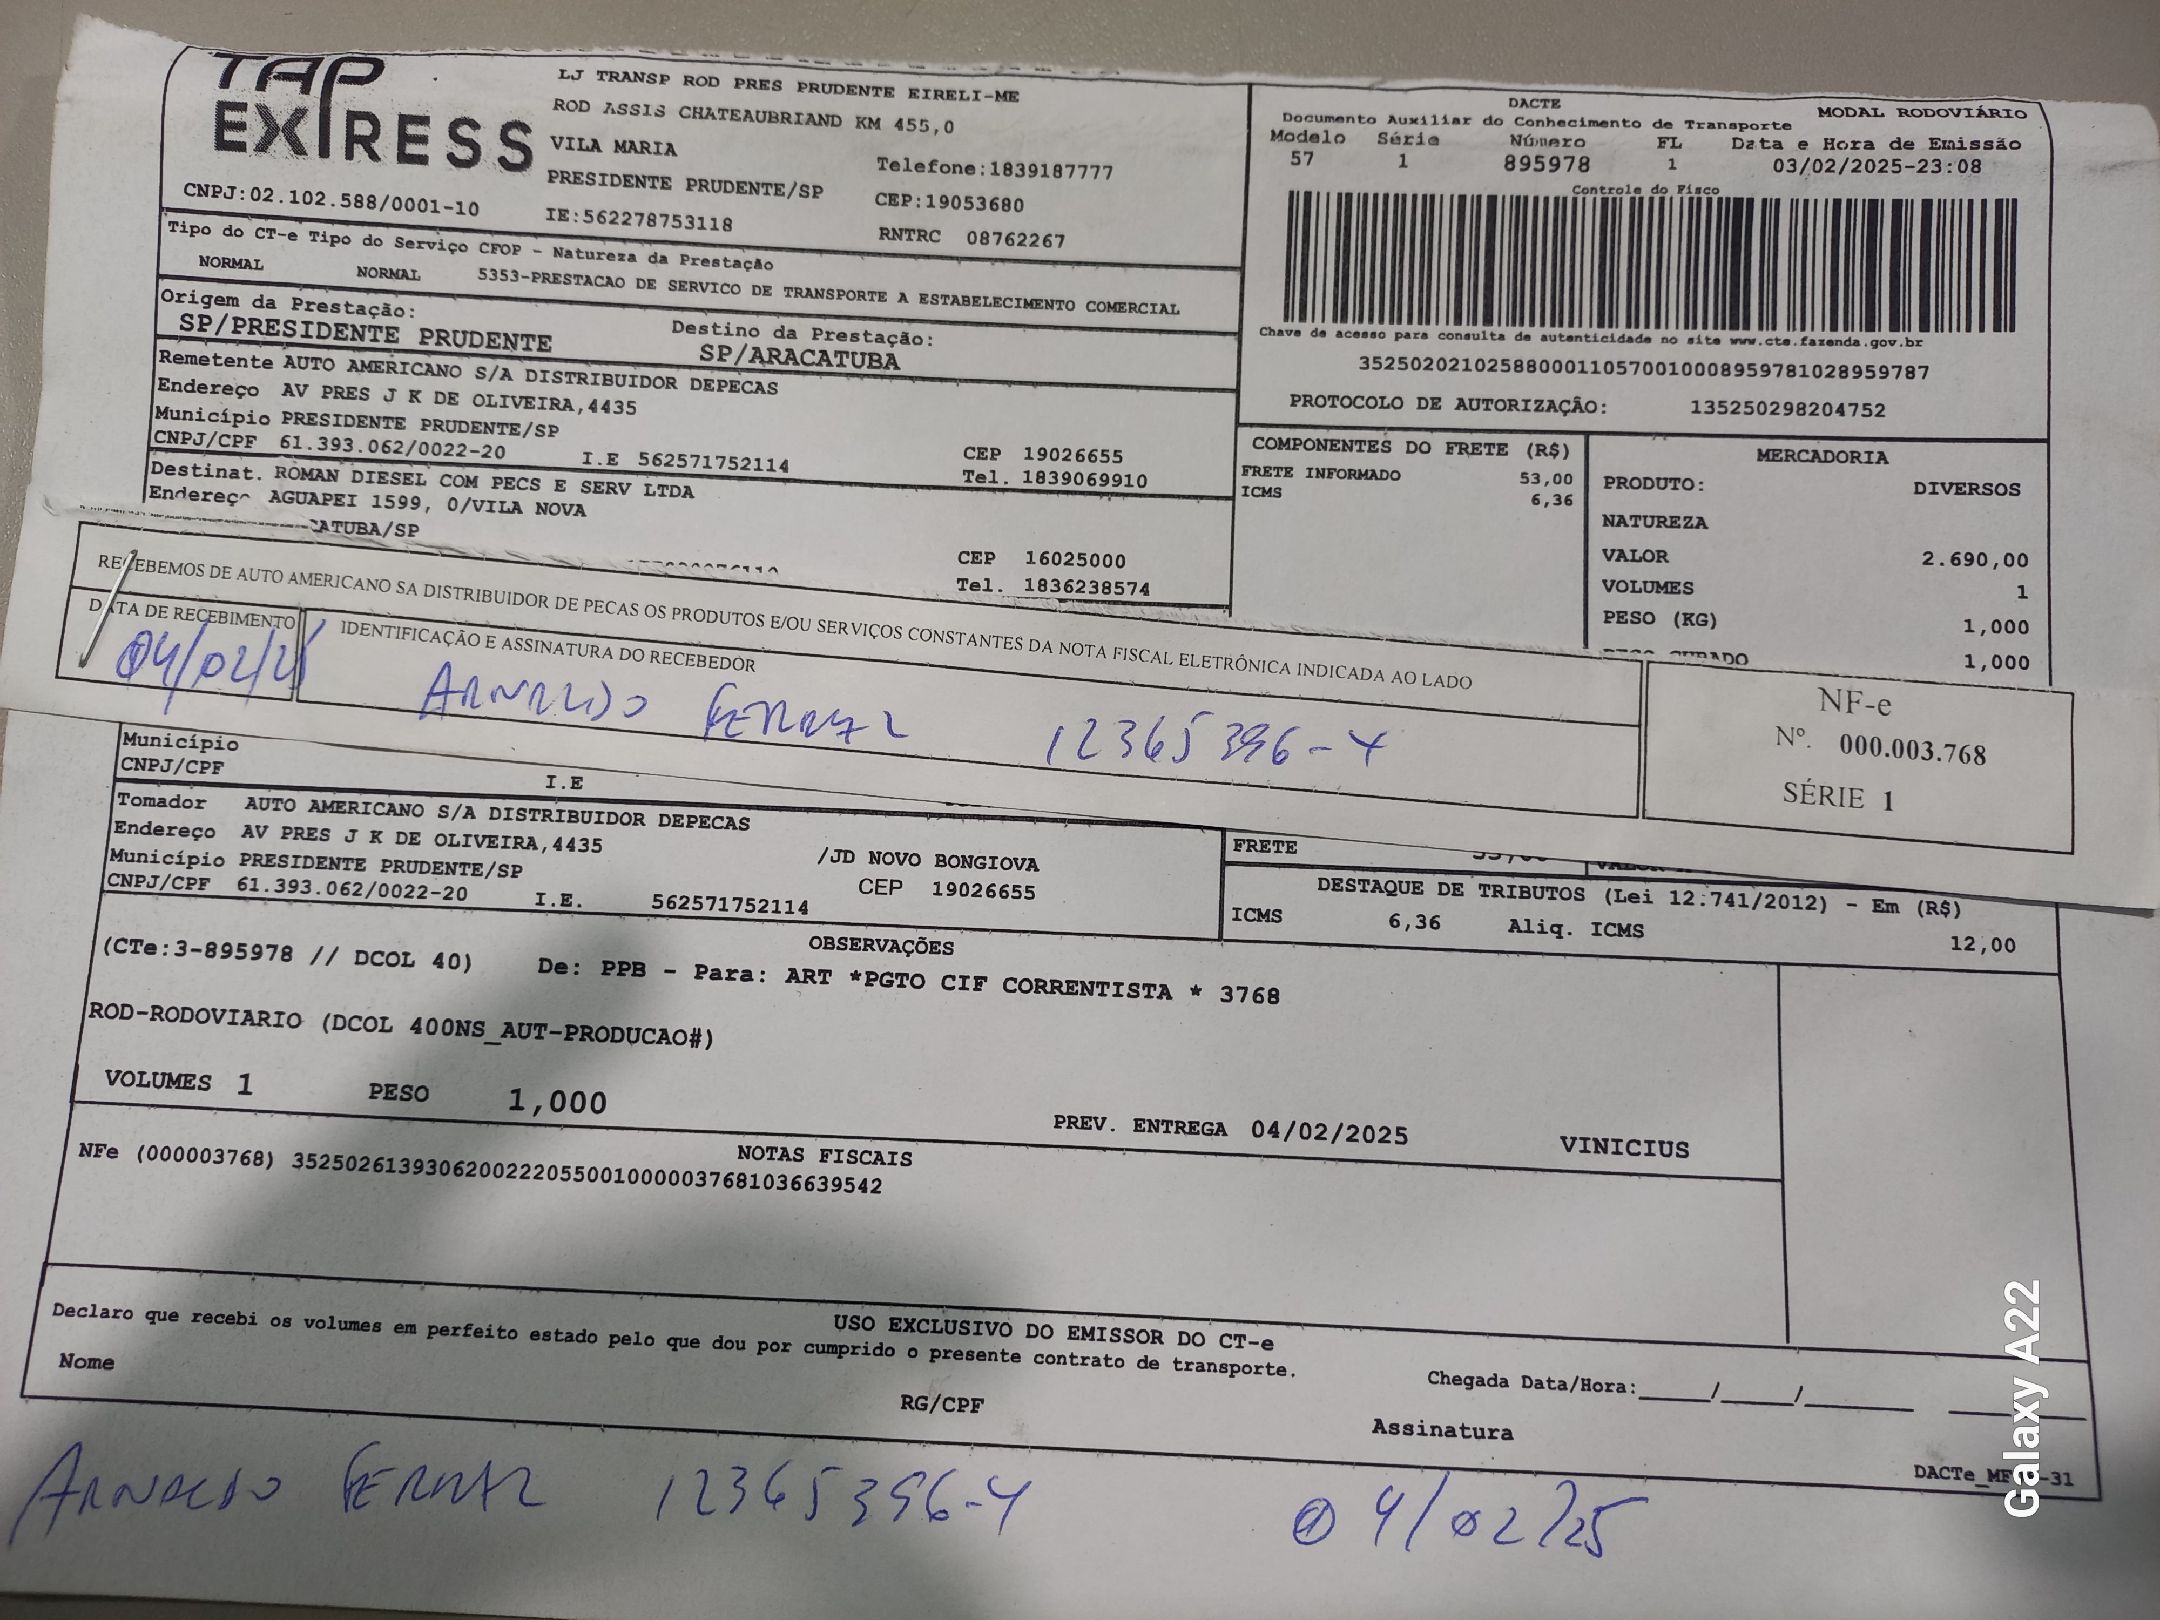 TAP
EXPRESS
CNPJ:02.102.588/0001-10
LJ TRANSP ROD PRES PRUDENTE EIRELI-ME
ROD ASSIS CHATEAUBRIAND KM 455,0
VILA MARIA
Telefone:1839187777
PRESIDENTE PRUDENTE/SP
CEP:19053680
IE:562278753118
RNTRC 08762267
DACTE
MODAL RODOVIÁRIO
Documento Auxiliar do Conhecimento de Transporte
Modelo Série Número FL Data e Hora de Emissão
57 1 895978 1 03/02/2025-23:08
Controle do Fisco
Chave de acesso para consulta de autenticidade no site www.cte.fazenda.gov.br
35250202102588000110570010008959781028959787
PROTOCOLO DE AUTORIZAÇÃO: 135250298204752
Tipo do CT-e Tipo do Serviço CFOP - Natureza da Prestação
NORMAL NORMAL 5353-PRESTACAO DE SERVICO DE TRANSPORTE A ESTABELECIMENTO COMERCIAL
Origem da Prestação: Destino da Prestação:
SP/PRESIDENTE PRUDENTE SP/ARACATUBA
Remetente AUTO AMERICANO S/A DISTRIBUIDOR DEPECAS
Endereço AV PRES J K DE OLIVEIRA,4435
Município PRESIDENTE PRUDENTE/SP CEP 19026655
CNPJ/CPF 61.393.062/0022-20 I.E 562571752114 Tel. 1839069910
Destinat. ROMAN DIESEL COM PECS E SERV LTDA
Endereço AGUAPEI 1599, 0/VILA NOVA
CATUBA/SP CEP 16025000
Tel. 1836238574
COMPONENTES DO FRETE (R$)
FRETE INFORMADO 53,00
ICMS 6,36
MERCADORIA
PRODUTO: DIVERSOS
NATUREZA
VALOR 2.690,00
VOLUMES 1
PESO (KG) 1,000
1,000
RECEBEMOS DE AUTO AMERICANO SA DISTRIBUIDOR DE PECAS OS PRODUTOS E/OU SERVIÇOS CONSTANTES DA NOTA FISCAL ELETRÔNICA INDICADA AO LADO
DATA DE RECEBIMENTO IDENTIFICAÇÃO E ASSINATURA DO RECEBEDOR
04/02/25 ARNALDO FERRAZ 12365396-4
NF-e
Nº. 000.003.768
SÉRIE 1
Município
CNPJ/CPF I.E
Tomador AUTO AMERICANO S/A DISTRIBUIDOR DEPECAS
Endereço AV PRES J K DE OLIVEIRA,4435 /JD NOVO BONGIOVA
Município PRESIDENTE PRUDENTE/SP CEP 19026655
CNPJ/CPF 61.393.062/0022-20 I.E. 562571752114
FRETE
DESTAQUE DE TRIBUTOS (Lei 12.741/2012) - Em (R$)
ICMS 6,36 Aliq. ICMS 12,00
OBSERVAÇÕES
(CTe:3-895978 // DCOL 40) De: PPB - Para: ART *PGTO CIF CORRENTISTA * 3768
ROD-RODOVIARIO (DCOL 400NS_AUT-PRODUCAO#)
VOLUMES 1 PESO 1,000 PREV. ENTREGA 04/02/2025 VINICIUS
NOTAS FISCAIS
NFe (000003768) 35250261393062002220550010000037681036639542
USO EXCLUSIVO DO EMISSOR DO CT-e
Declaro que recebi os volumes em perfeito estado pelo que dou por cumprido o presente contrato de transporte.
Nome RG/CPF Assinatura
Chegada Data/Hora:_____/_____/_______ _______
ARNALDO FERRAZ 12365396-4 04/02/25
Galaxy A22